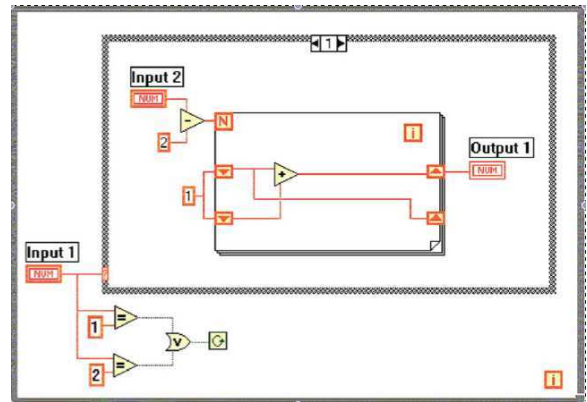 1
Input 2
NUM
-
2
N
i
Output 1
NUM
+
1
Input 1
NUM
?
=
1
V
=
2
i